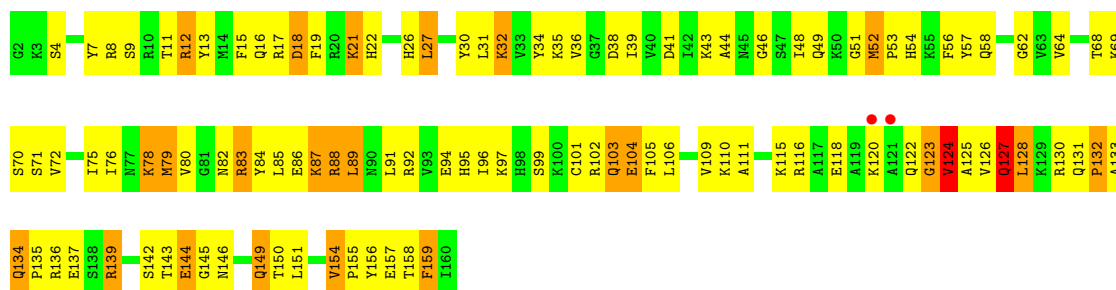 G2 K3 S4 Y7 R8 S9 R10 T11 R12 Y13 M14 F15 Q16 R17 D18 F19 R20 K21 H22 H26 L27 Y30 L31 K32 V33 Y34 K35 V36 G37 D38 I39 V40 D41 I42 K43 A44 N45 G46 S47 I48 Q49 K50 G51 M52 P53 H54 K55 F56 Y57 Q58 G62 V63 V64 T68 K69
S70 S71 V72 I75 I76 N77 K78 M79 V80 G81 N82 R83 Y84 L85 E86 K87 R88 L89 N90 L91 R92 V93 E94 H95 I96 K97 H98 S99 K100 C101 R102 Q103 E104 F105 L106 V109 K110 A111 K115 R116 A117 E118 A119 K120 A121 Q122 G123 V124 A125 V126 Q127 L128 K129 R130 Q131 P132 A133
Q134 P135 R136 E137 S138 R139 S142 T143 E144 G145 N146 Q149 T150 L151 V154 P155 Y156 E157 T158 F159 I160